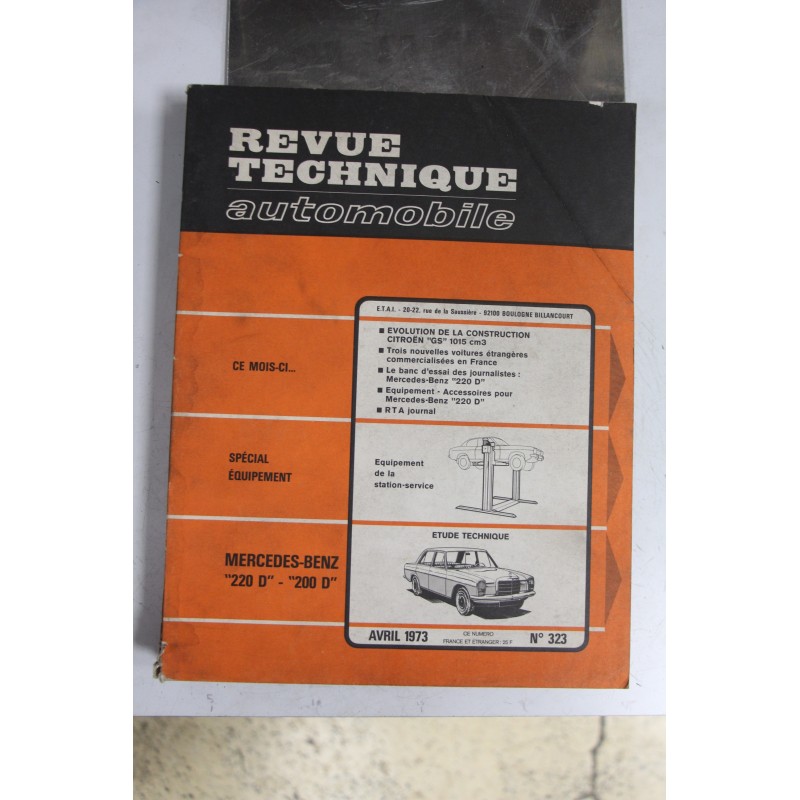 REVUE
TECHNIQUE
automobile
E.T.A.I. - 20-22, rue de la Saussière - 92100 BOULOGNE BILLANCOURT
CE MOIS-CI...
■ EVOLUTION DE LA CONSTRUCTION
CITROËN "GS" 1015 cm3
■ Trois nouvelles voitures étrangères
commercialisées en France
■ Le banc d'essai des journalistes :
Mercedes-Benz "220 D"
■ Equipement - Accessoires pour
Mercedes-Benz "220 D"
■ RTA journal
SPÉCIAL
ÉQUIPEMENT
Equipement
de la
station-service
MERCEDES-BENZ
"220 D" - "200 D"
ETUDE TECHNIQUE
AVRIL 1973
CE NUMERO
FRANCE ET ETRANGER : 25 F
N° 323